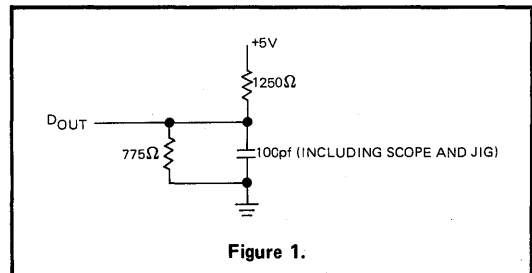 +5V
1250Ω
DOUT
775Ω
100pf (INCLUDING SCOPE AND JIG)
Figure 1.